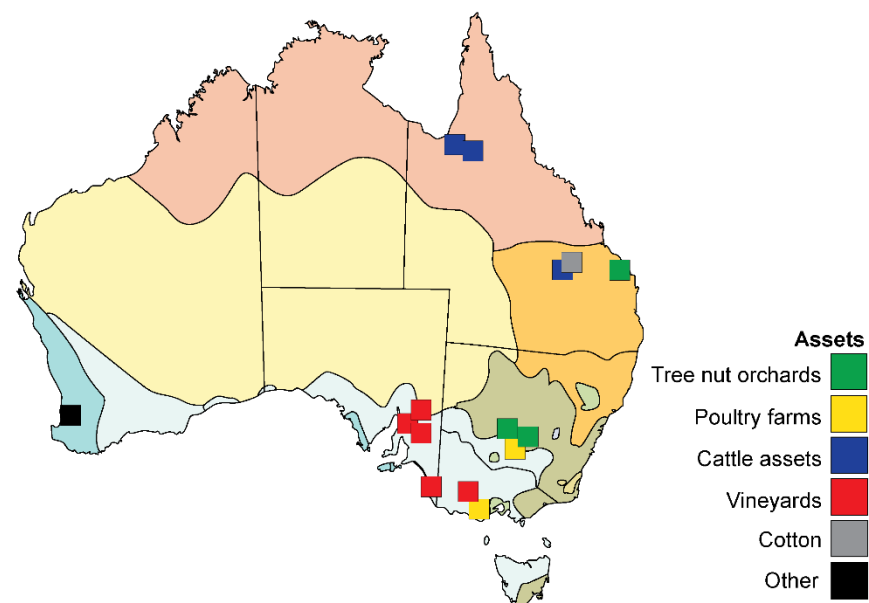 Assets
Tree nut orchards
Poultry farms
Cattle assets
Vineyards
Cotton
Other